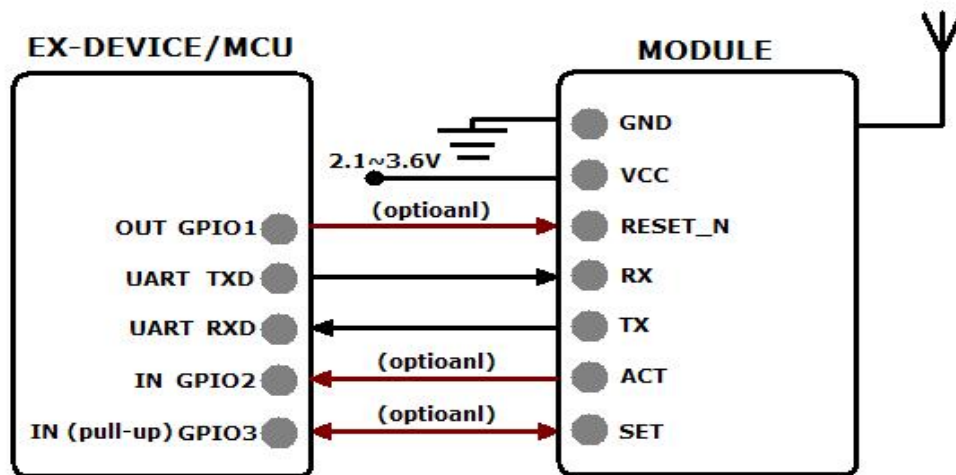 EX-DEVICE/MCU
MODULE
GND
2.1~3.6V
VCC
OUT GPIO1
(optioanl)
RESET_N
UART TXD
RX
UART RXD
TX
IN GPIO2
(optioanl)
ACT
IN (pull-up) GPIO3
(optioanl)
SET